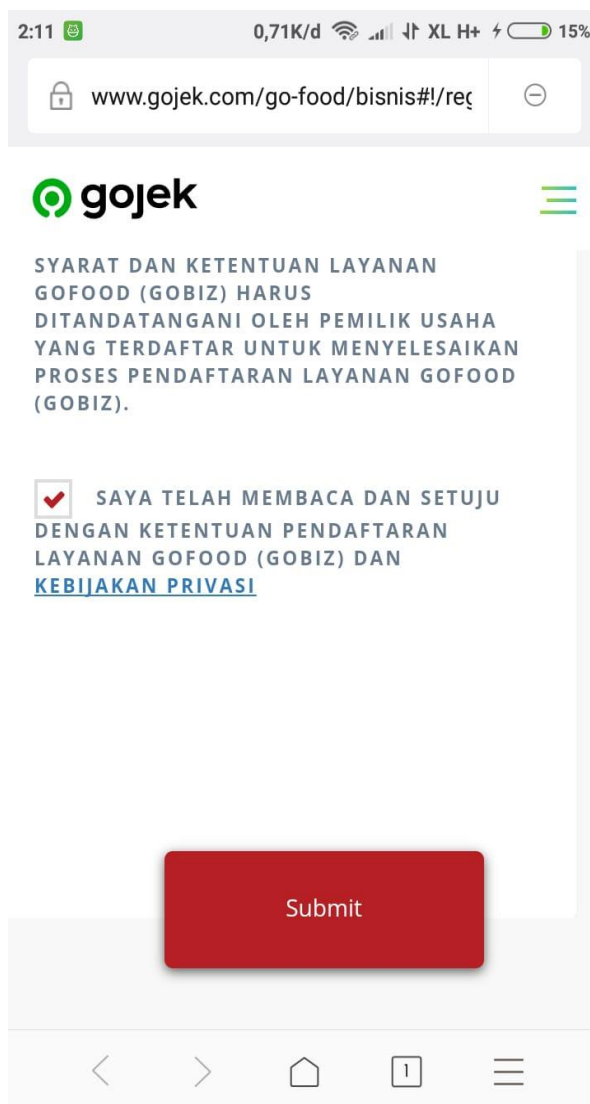 2:11 0,71K/d XL H+ 15%
www.gojek.com/go-food/bisnis#!/reg
gojek
SYARAT DAN KETENTUAN LAYANAN
GOFOOD (GOBIZ) HARUS
DITANDATANGANI OLEH PEMILIK USAHA
YANG TERDAFTAR UNTUK MENYELESAIKAN
PROSES PENDAFTARAN LAYANAN GOFOOD
(GOBIZ).
SAYA TELAH MEMBACA DAN SETUJU
DENGAN KETENTUAN PENDAFTARAN
LAYANAN GOFOOD (GOBIZ) DAN
KEBIJAKAN PRIVASI
Submit
1